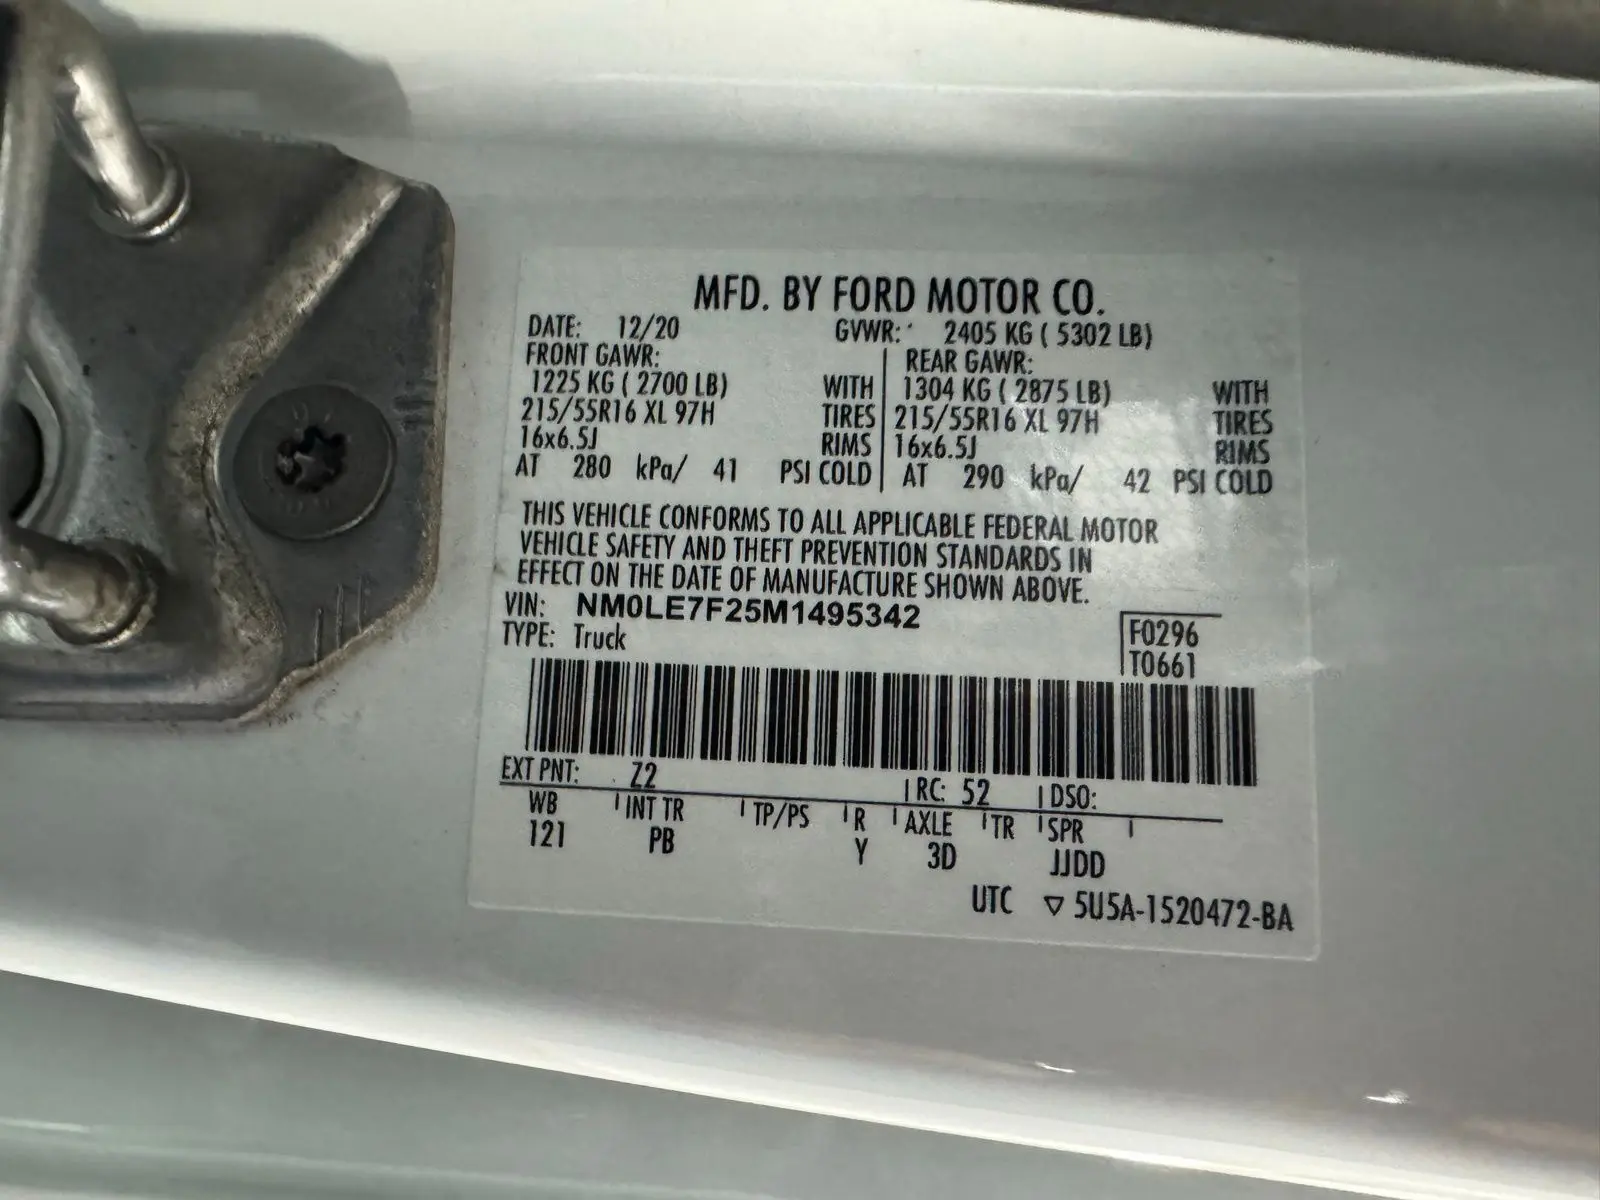 MFD. BY FORD MOTOR CO.
DATE: 12/20 GVWR: 2405 KG ( 5302 LB)
FRONT GAWR: REAR GAWR:
1225 KG ( 2700 LB) WITH 1304 KG ( 2875 LB) WITH
215/55R16 XL 97H TIRES 215/55R16 XL 97H TIRES
16x6.5J RIMS 16x6.5J RIMS
AT 280 kPa/ 41 PSI COLD AT 290 kPa/ 42 PSI COLD
THIS VEHICLE CONFORMS TO ALL APPLICABLE FEDERAL MOTOR
VEHICLE SAFETY AND THEFT PREVENTION STANDARDS IN
EFFECT ON THE DATE OF MANUFACTURE SHOWN ABOVE.
VIN: NM0LE7F25M1495342
TYPE: Truck
F0296
T0661
EXT PNT: Z2 RC: 52 DSO:
WB INT TR TP/PS R AXLE TR SPR
121 PB Y 3D JJDD
UTC ▽ 5U5A-1520472-BA